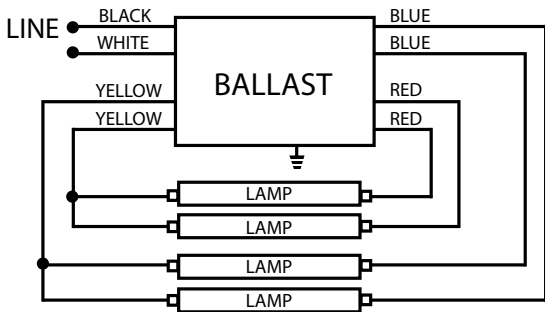 LINE
BLACK
WHITE
YELLOW
YELLOW
BALLAST
BLUE
BLUE
RED
RED
LAMP
LAMP
LAMP
LAMP